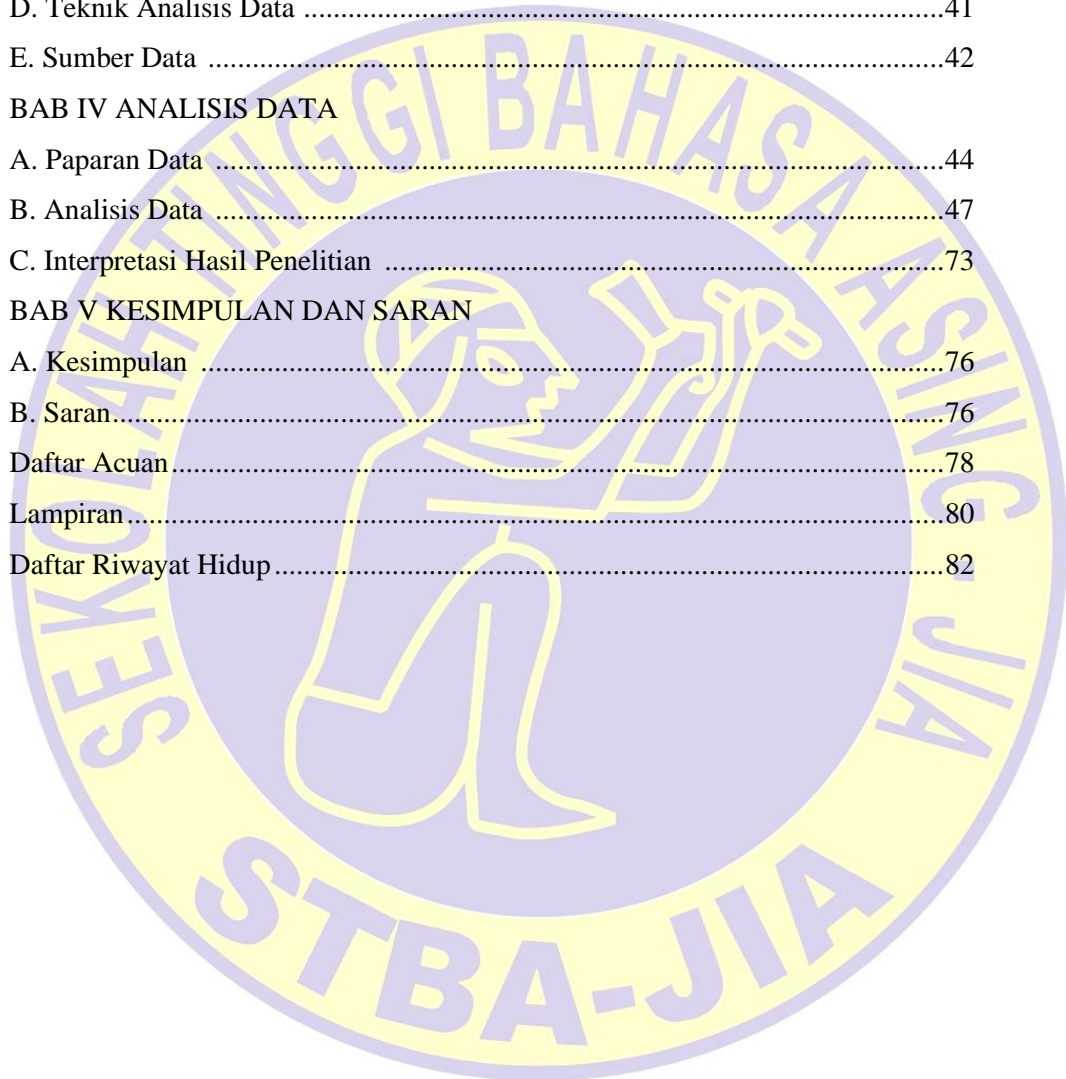 D. Teknik Analisis Data ....................................................................................41
E. Sumber Data ................................................................................................42
BAB IV ANALISIS DATA
A. Paparan Data ...............................................................................................44
B. Analisis Data ...............................................................................................47
C. Interpretasi Hasil Penelitian .........................................................................73
BAB V KESIMPULAN DAN SARAN
A. Kesimpulan .................................................................................................76
B. Saran............................................................................................................76
Daftar Acuan....................................................................................................78
Lampiran..........................................................................................................80
Daftar Riwayat Hidup.......................................................................................82
SEKOLAH TINGGI BAHASA ASING - JIA
STBA-JIA